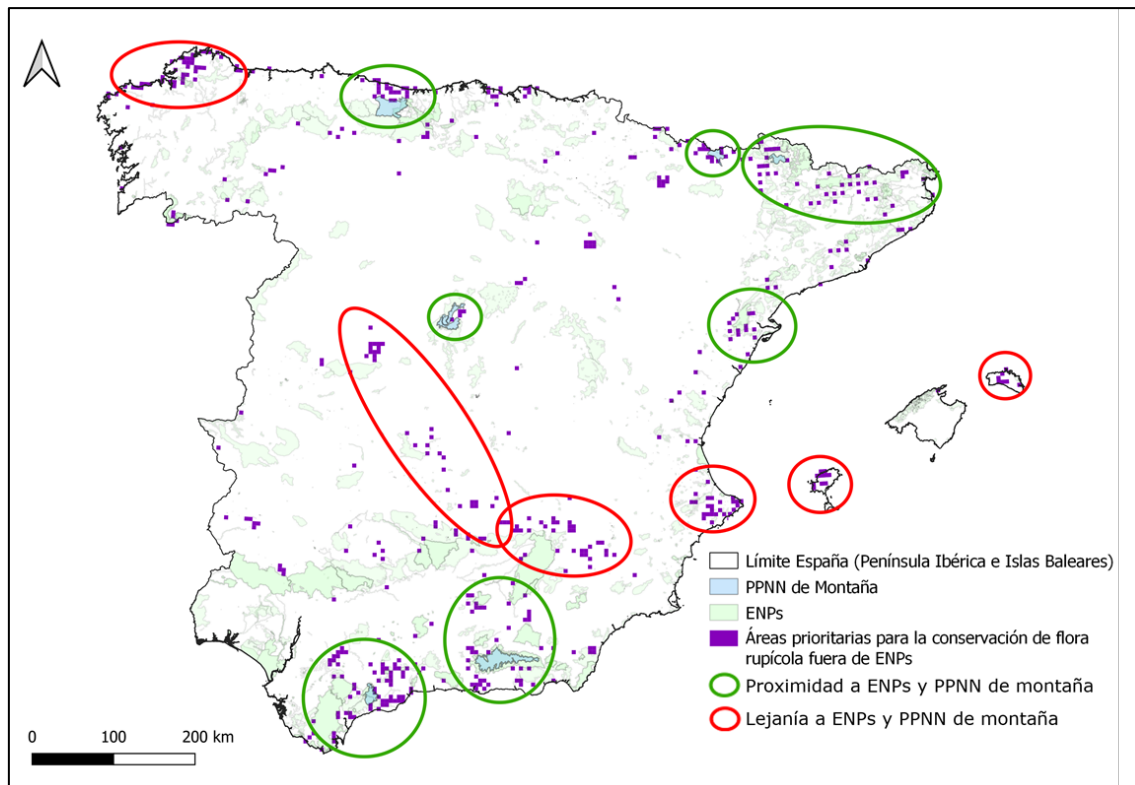 Límite España (Península Ibérica e Islas Baleares)
PPNN de Montaña
ENPs
Áreas prioritarias para la conservación de flora
rupícola fuera de ENPs
Proximidad a ENPs y PPNN de montaña
Lejanía a ENPs y PPNN de montaña
0 100 200 km